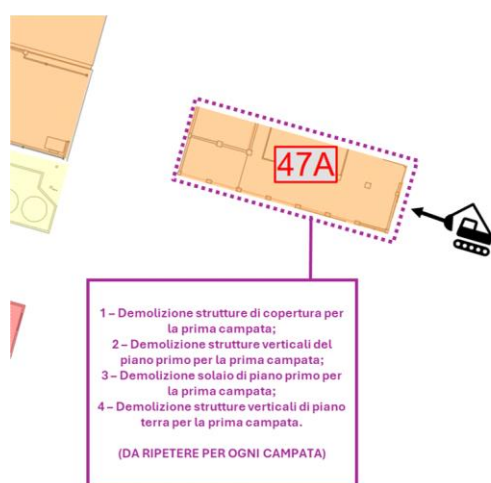 47A
1 – Demolizione strutture di copertura per
la prima campata;
2 – Demolizione strutture verticali del
piano primo per la prima campata;
3 – Demolizione solaio di piano primo per
la prima campata;
4 – Demolizione strutture verticali di piano
terra per la prima campata.
(DA RIPETERE PER OGNI CAMPATA)